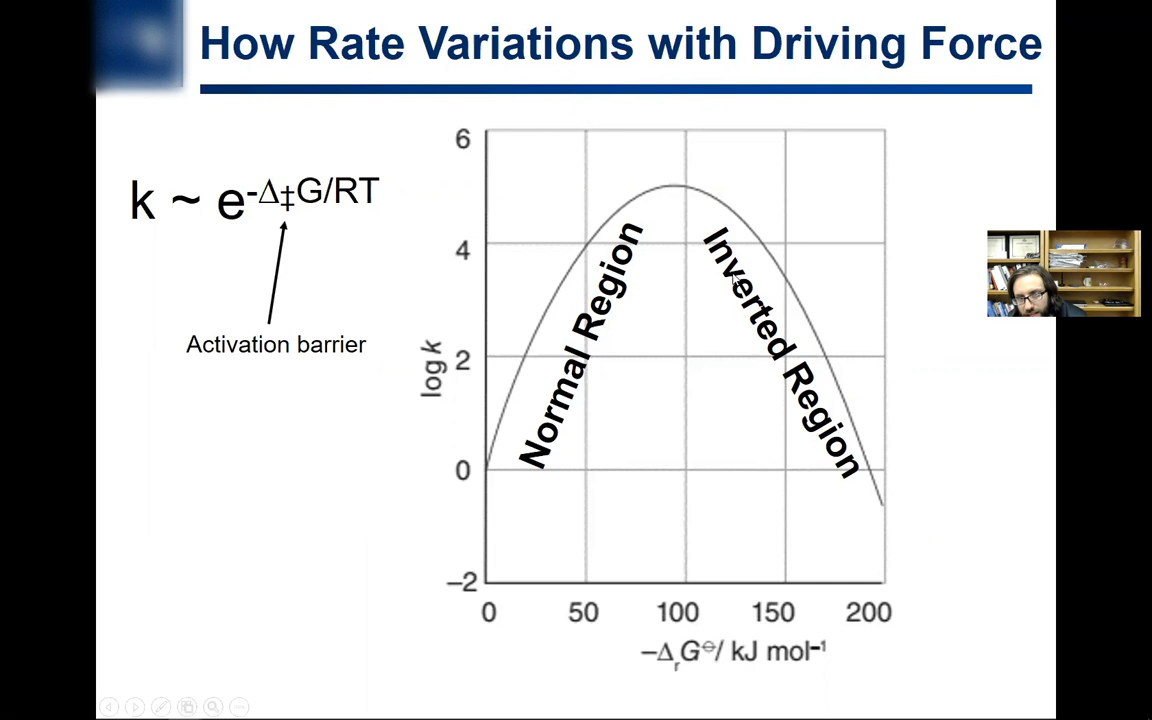 How Rate Variations with Driving Force
k ~ e-Δ‡G/RT
Activation barrier
6
4
2
0
−2
log k
Normal Region
Inverted Region
0 50 100 150 200
−ΔrG⊖/ kJ mol−1